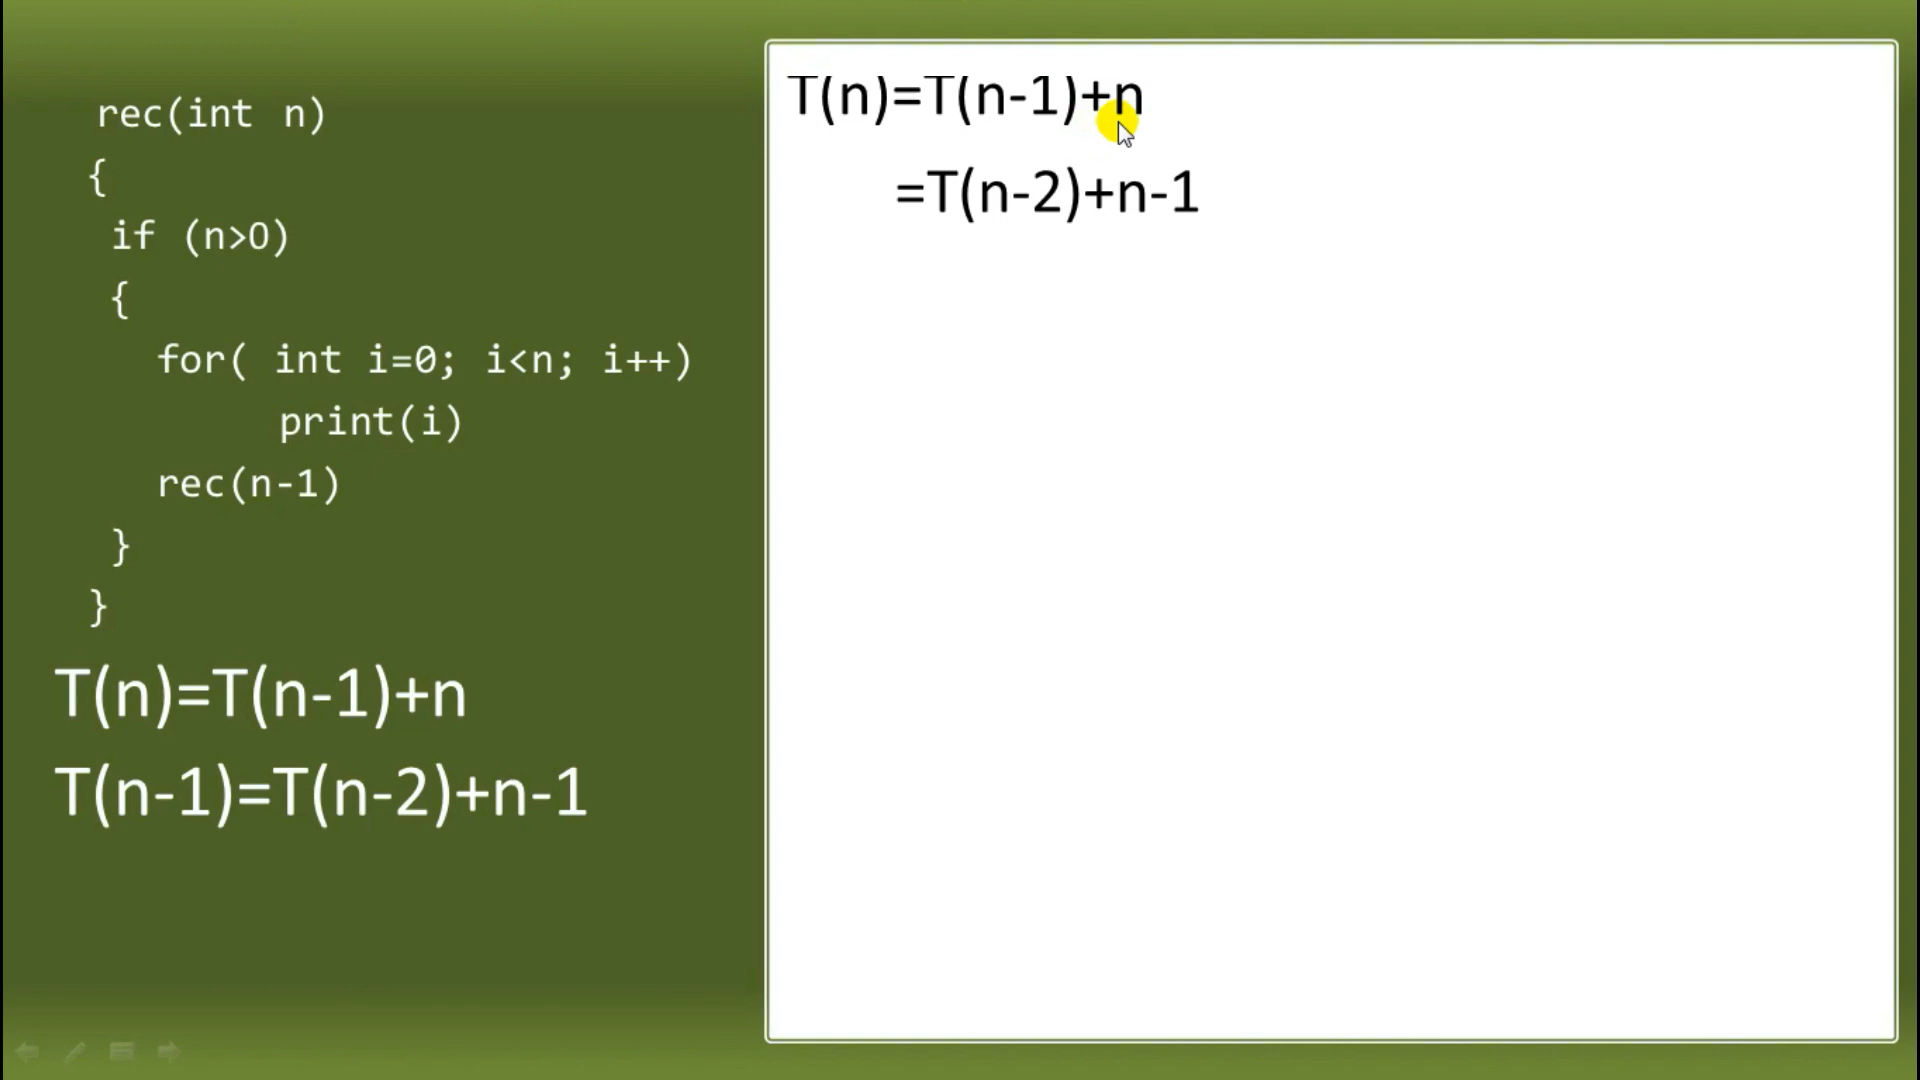 rec(int n)
{
if (n>0)
{
for( int i=0; i<n; i++)
print(i)
rec(n-1)
}
}
T(n)=T(n-1)+n
T(n-1)=T(n-2)+n-1
T(n)=T(n-1)+n
=T(n-2)+n-1